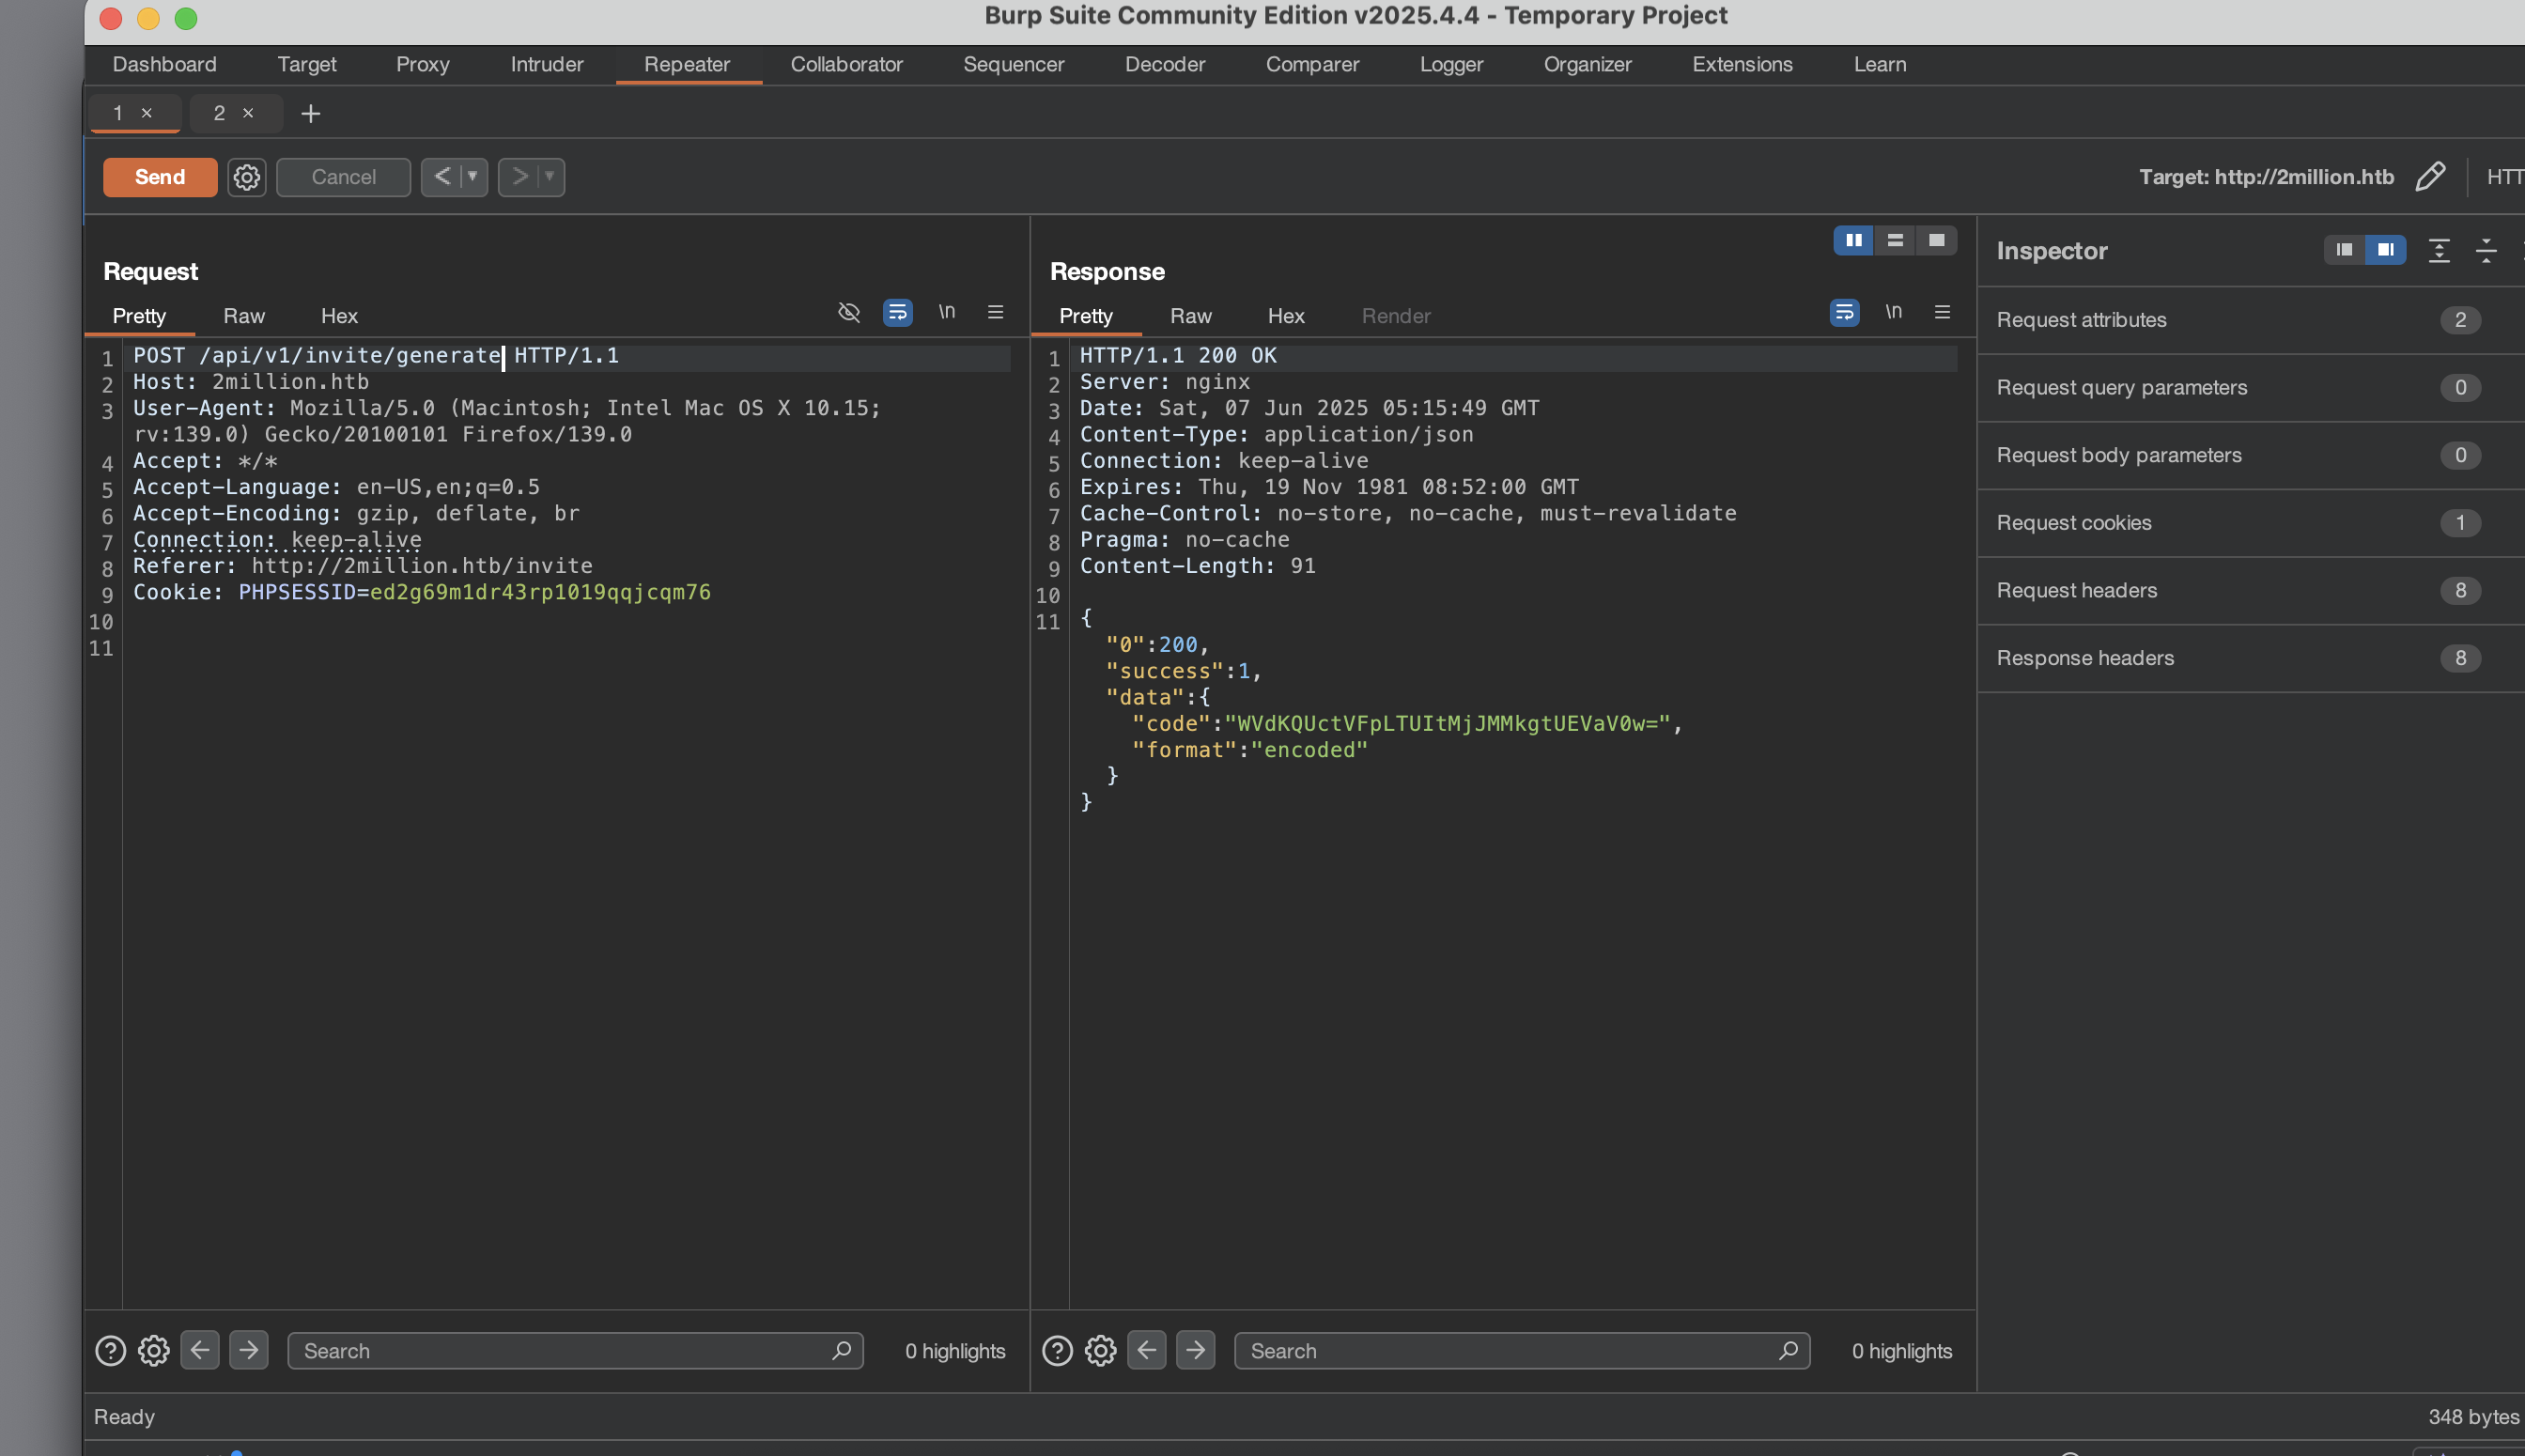 Burp Suite Community Edition v2025.4.4 - Temporary Project
Dashboard Target Proxy Intruder Repeater Collaborator Sequencer Decoder Comparer Logger Organizer Extensions Learn
1 × 2 × +
Send Cancel < > Target: http://2million.htb HTT
Request
Pretty Raw Hex \n
1 POST /api/v1/invite/generate HTTP/1.1
2 Host: 2million.htb
3 User-Agent: Mozilla/5.0 (Macintosh; Intel Mac OS X 10.15;
rv:139.0) Gecko/20100101 Firefox/139.0
4 Accept: */*
5 Accept-Language: en-US,en;q=0.5
6 Accept-Encoding: gzip, deflate, br
7 Connection: keep-alive
8 Referer: http://2million.htb/invite
9 Cookie: PHPSESSID=ed2g69m1dr43rp1019qqjcqm76
10
11
Search 0 highlights
Response
Pretty Raw Hex Render \n
1 HTTP/1.1 200 OK
2 Server: nginx
3 Date: Sat, 07 Jun 2025 05:15:49 GMT
4 Content-Type: application/json
5 Connection: keep-alive
6 Expires: Thu, 19 Nov 1981 08:52:00 GMT
7 Cache-Control: no-store, no-cache, must-revalidate
8 Pragma: no-cache
9 Content-Length: 91
10
11 {
"0":200,
"success":1,
"data":{
"code":"WVdKQUctVFpLTUItMjJMMkgtUEVaV0w=",
"format":"encoded"
}
}
Search 0 highlights
Inspector
Request attributes 2
Request query parameters 0
Request body parameters 0
Request cookies 1
Request headers 8
Response headers 8
Ready 348 bytes